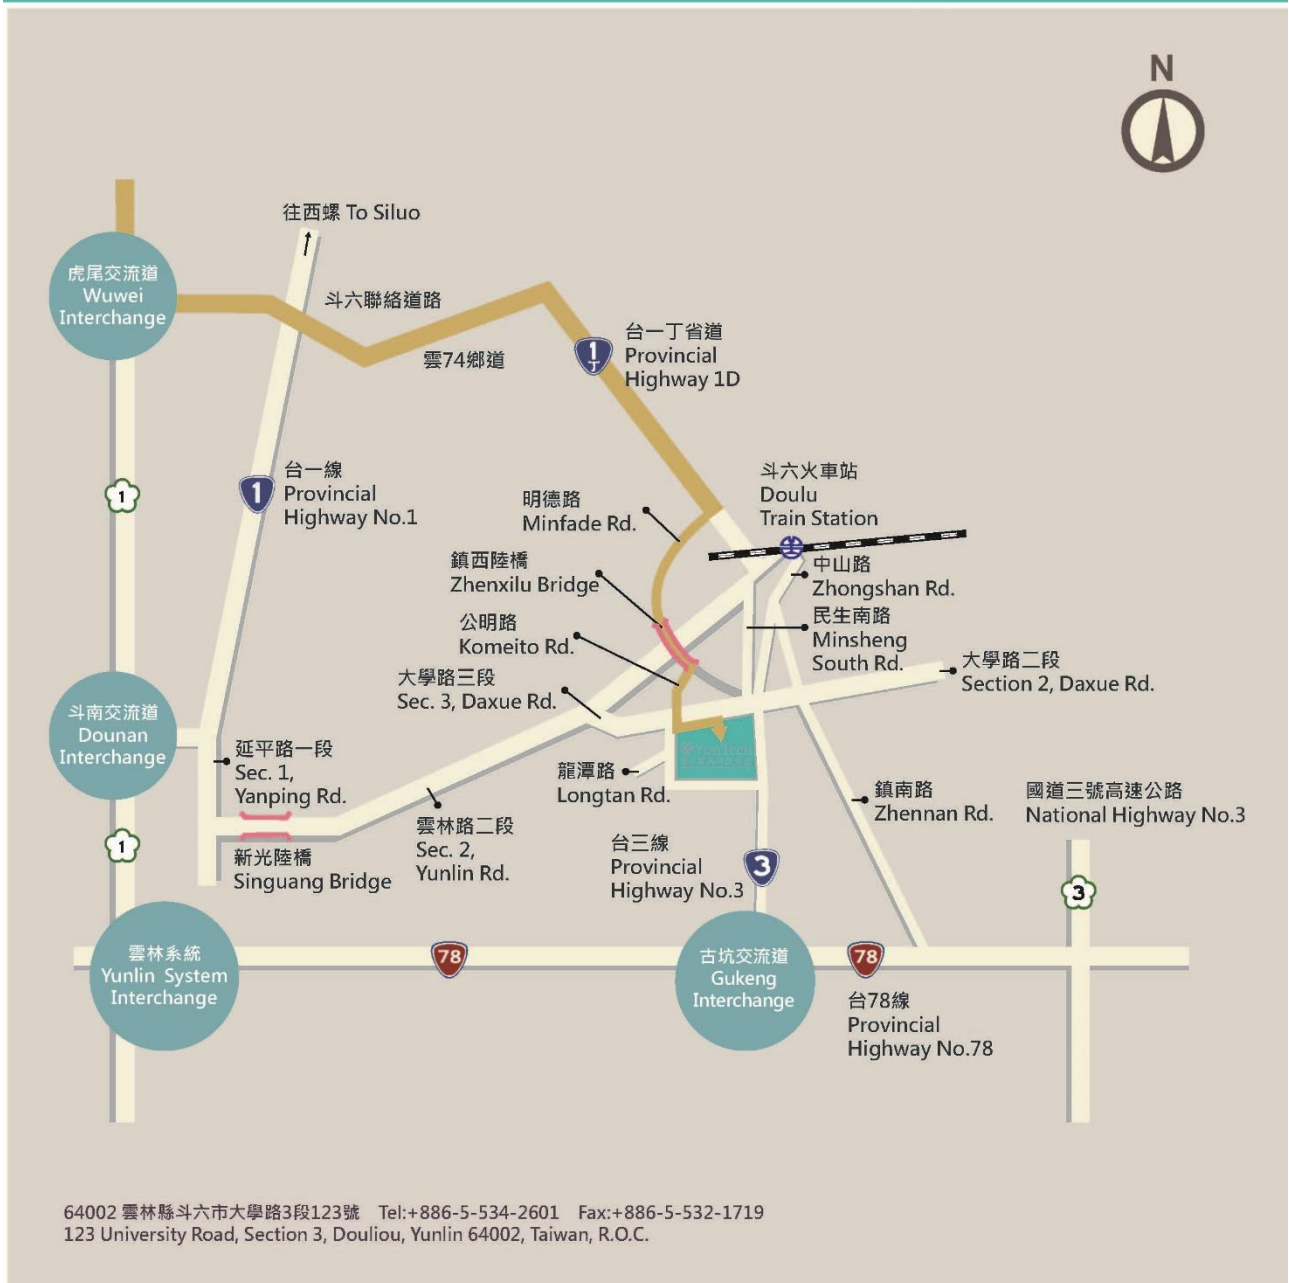 N
往西螺 To Siluo
虎尾交流道
Wuwei
Interchange
斗六聯絡道路
雲74鄉道
1
丁
台一丁省道
Provincial
Highway 1D
1
1
台一線
Provincial
Highway No.1
明德路
Minfade Rd.
斗六火車站
Doulu
Train Station
鎮西陸橋
Zhenxilu Bridge
中山路
Zhongshan Rd.
公明路
Komeito Rd.
民生南路
Minsheng
South Rd.
大學路三段
Sec. 3, Daxue Rd.
大學路二段
Section 2, Daxue Rd.
斗南交流道
Dounan
Interchange
延平路一段
Sec. 1,
Yanping Rd.
YunTech
龍潭路
Longtan Rd.
鎮南路
Zhennan Rd.
國道三號高速公路
National Highway No.3
1
新光陸橋
Singuang Bridge
雲林路二段
Sec. 2,
Yunlin Rd.
台三線
Provincial
Highway No.3
3
3
雲林系統
Yunlin System
Interchange
78
古坑交流道
Gukeng
Interchange
78
台78線
Provincial
Highway No.78
64002 雲林縣斗六市大學路3段123號 Tel:+886-5-534-2601 Fax:+886-5-532-1719
123 University Road, Section 3, Douliou, Yunlin 64002, Taiwan, R.O.C.